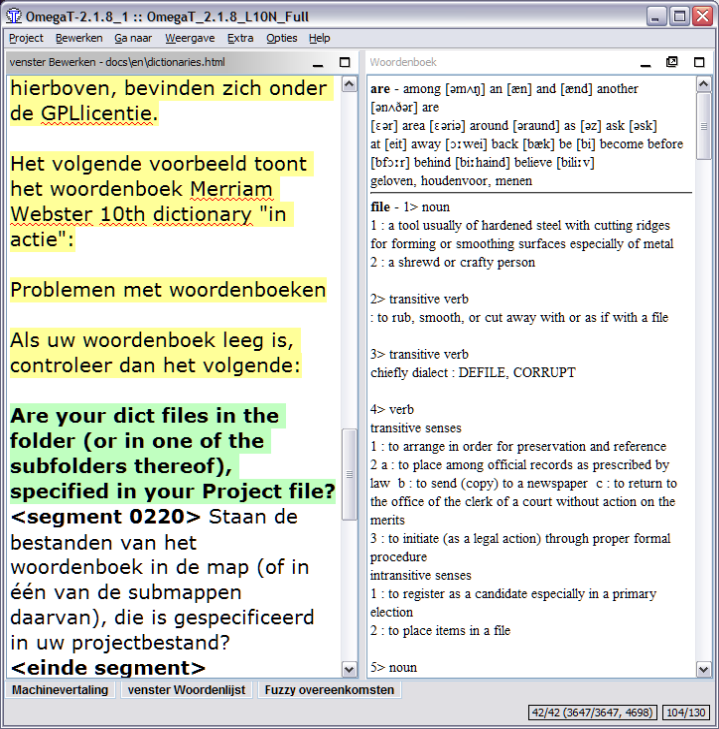 OmegaT-2.1.8_1 :: OmegaT_2.1.8_L10N_Full
Project Bewerken Ga naar Weergave Extra Opties Help
venster Bewerken - docs\en\dictionaries.html
hierboven, bevinden zich onder
de GPLlicentie.
Het volgende voorbeeld toont
het woordenboek Merriam
Webster 10th dictionary "in
actie":
Problemen met woordenboeken
Als uw woordenboek leeg is,
controleer dan het volgende:
Are your dict files in the
folder (or in one of the
subfolders thereof),
specified in your Project file?
<segment 0220> Staan de
bestanden van het
woordenboek in de map (of in
één van de submappen
daarvan), die is gespecificeerd
in uw projectbestand?
<einde segment>
Woordenboek
are - among [əmʌŋ] an [æn] and [ænd] another
[ənʌðər] are
[ɛər] area [ɛəriə] around [əraund] as [əz] ask [əsk]
at [eit] away [ɔːwei] back [bæk] be [bi] become before
[bfɔːr] behind [biːhaind] believe [biliːv]
geloven, houdenvoor, menen
file - 1> noun
1 : a tool usually of hardened steel with cutting ridges
for forming or smoothing surfaces especially of metal
2 : a shrewd or crafty person
2> transitive verb
: to rub, smooth, or cut away with or as if with a file
3> transitive verb
chiefly dialect : DEFILE, CORRUPT
4> verb
transitive senses
1 : to arrange in order for preservation and reference
2 a : to place among official records as prescribed by
law b : to send (copy) to a newspaper c : to return to
the office of the clerk of a court without action on the
merits
3 : to initiate (as a legal action) through proper formal
procedure
intransitive senses
1 : to register as a candidate especially in a primary
election
2 : to place items in a file
5> noun
Machinevertaling venster Woordenlijst Fuzzy overeenkomsten
42/42 (3647/3647, 4698) 104/130